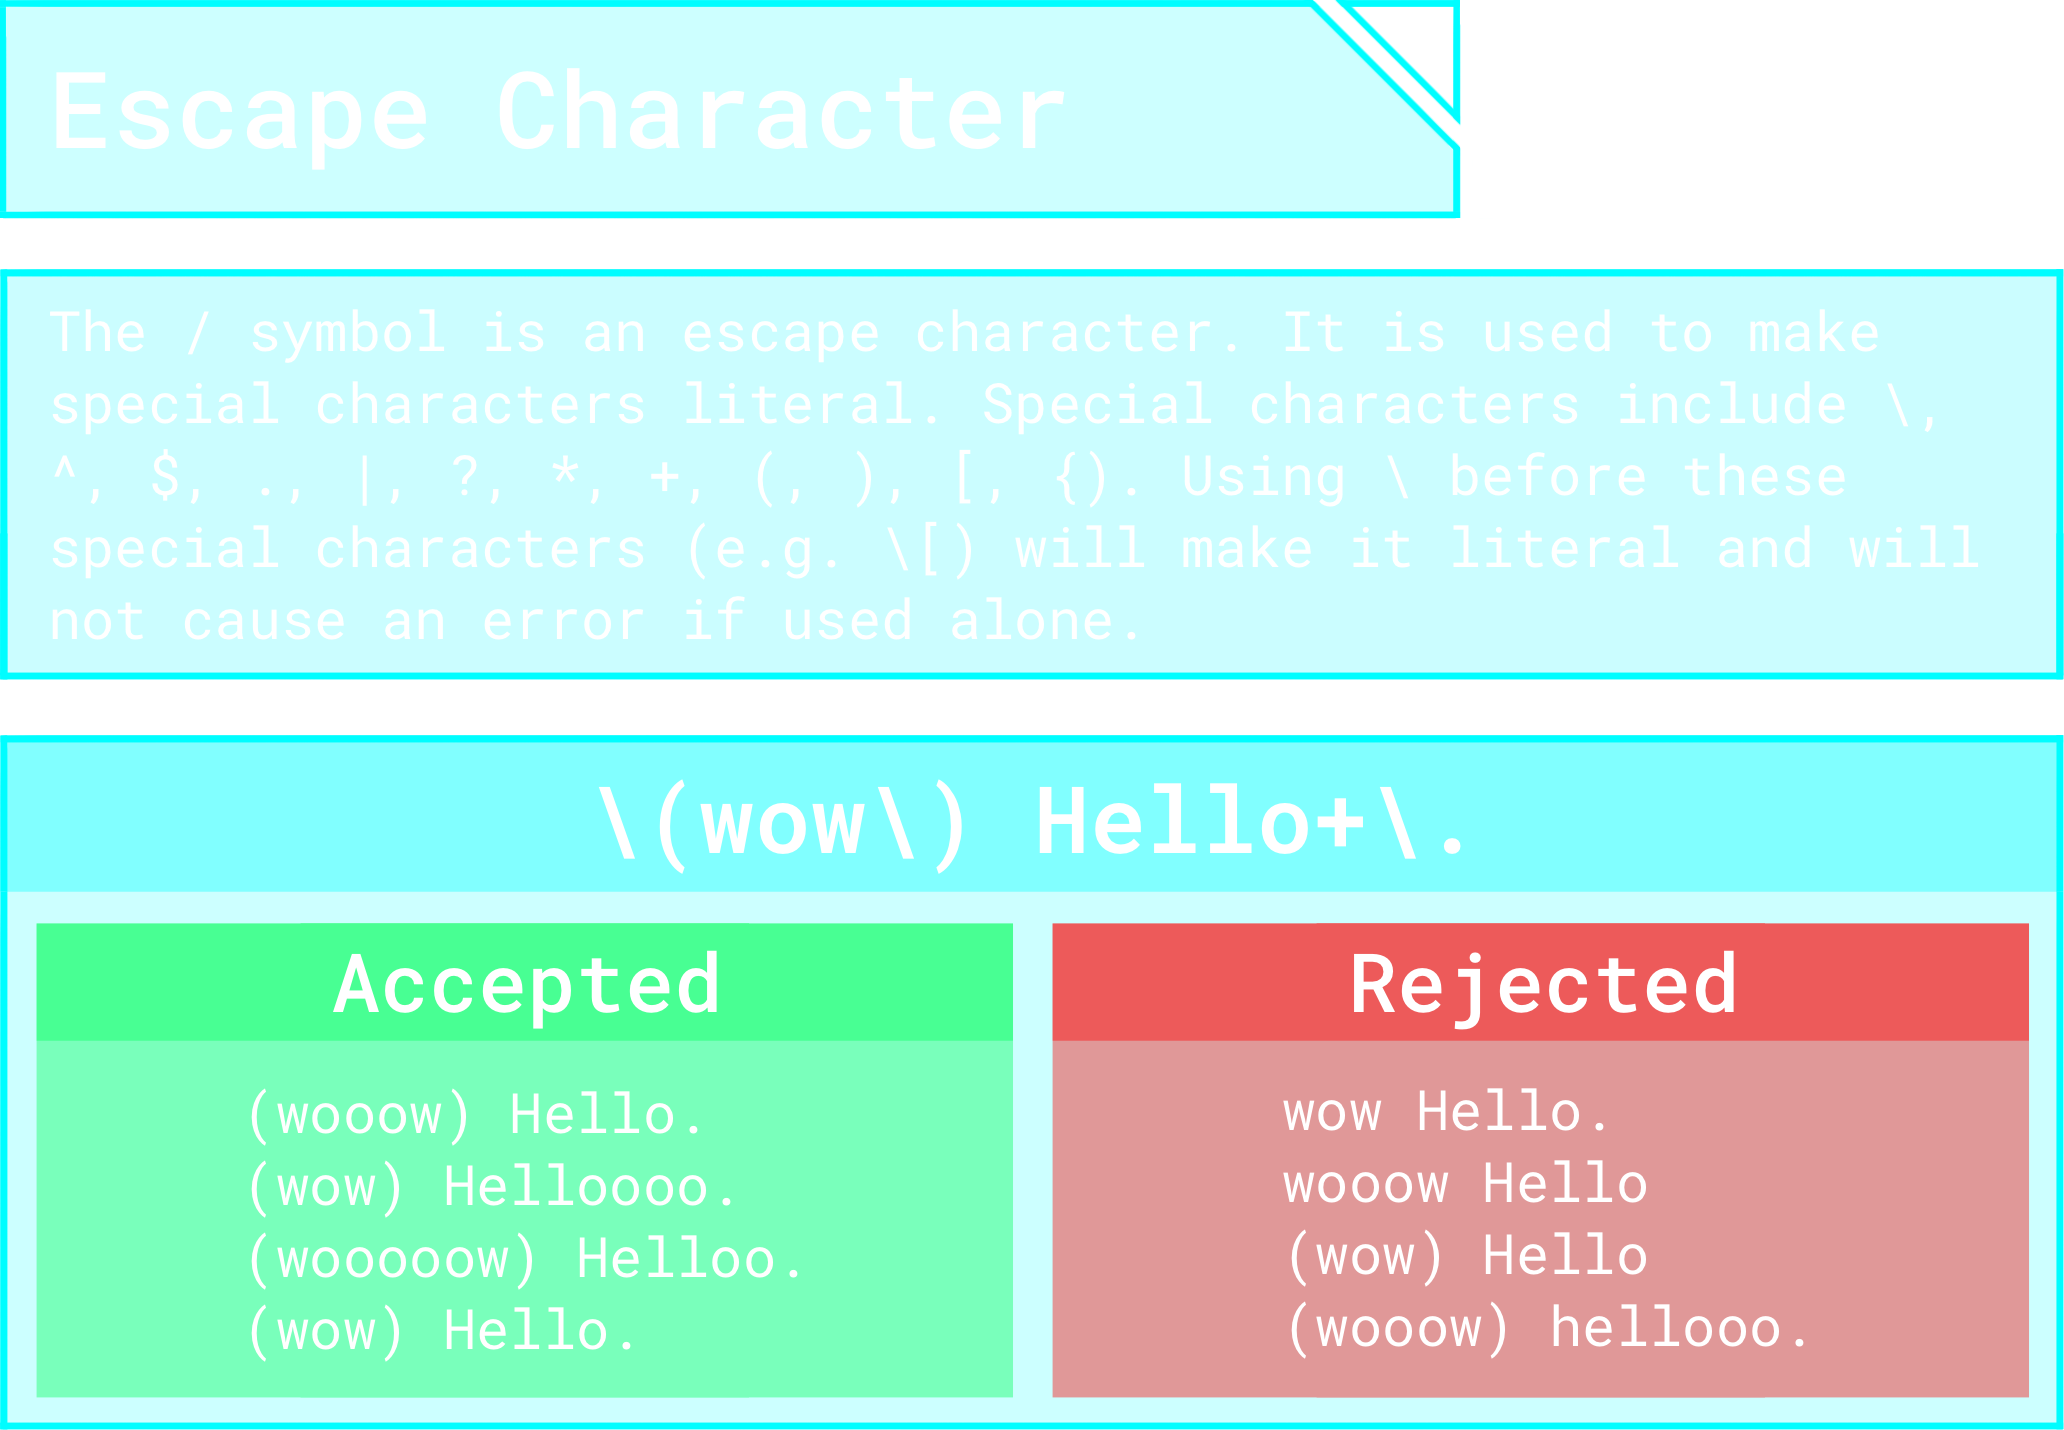 Escape Character
The / symbol is an escape character. It is used to make
special characters literal. Special characters include \,
^, $, ., |, ?, *, +, (, ), [, {). Using \ before these
special characters (e.g. \[) will make it literal and will
not cause an error if used alone.
\(wow\) Hello+\.
Accepted
(wooow) Hello.
(wow) Helloooo.
(wooooow) Helloo.
(wow) Hello.
Rejected
wow Hello.
wooow Hello
(wow) Hello
(wooow) hellooo.